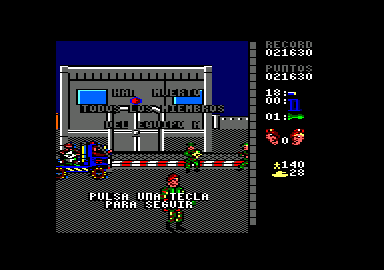 HAN MUERTO
TODOS LOS MIEMBROS
DEL EQUIPO
PULSA UNA TECLA
PARA SEGUIR
RECORD
021630
PUNTOS
021630
18:
00:
01:
0
140
28